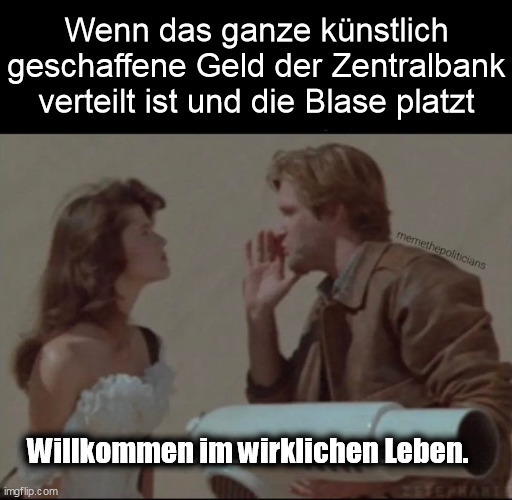 Wenn das ganze künstlich
geschaffene Geld der Zentralbank
verteilt ist und die Blase platzt
memethepoliticians
Willkommen im wirklichen Leben.
imgflip.com